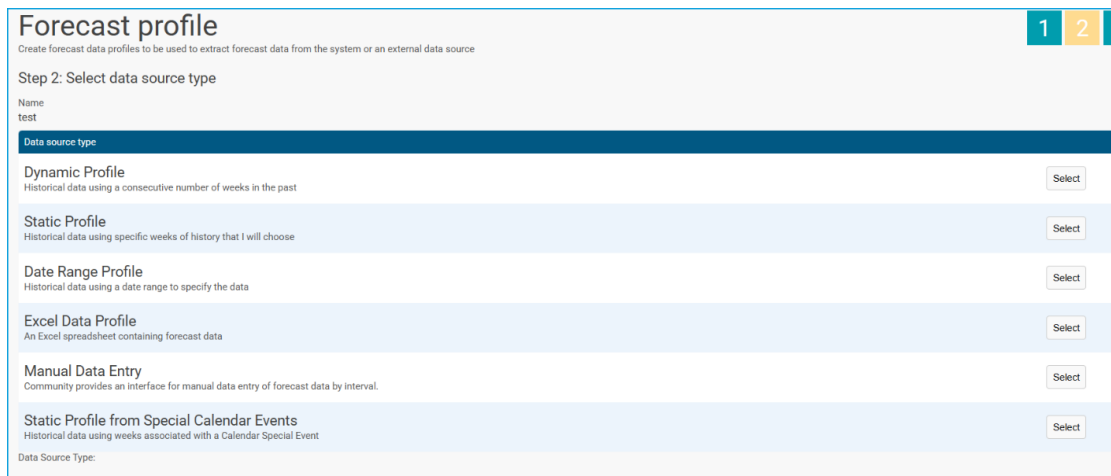 Forecast profile
1 2
Create forecast data profiles to be used to extract forecast data from the system or an external data source
Step 2: Select data source type
Name
test
Data source type
Dynamic Profile
Historical data using a consecutive number of weeks in the past
Select
Static Profile
Historical data using specific weeks of history that I will choose
Select
Date Range Profile
Historical data using a date range to specify the data
Select
Excel Data Profile
An Excel spreadsheet containing forecast data
Select
Manual Data Entry
Community provides an interface for manual data entry of forecast data by interval.
Select
Static Profile from Special Calendar Events
Historical data using weeks associated with a Calendar Special Event
Select
Data Source Type: